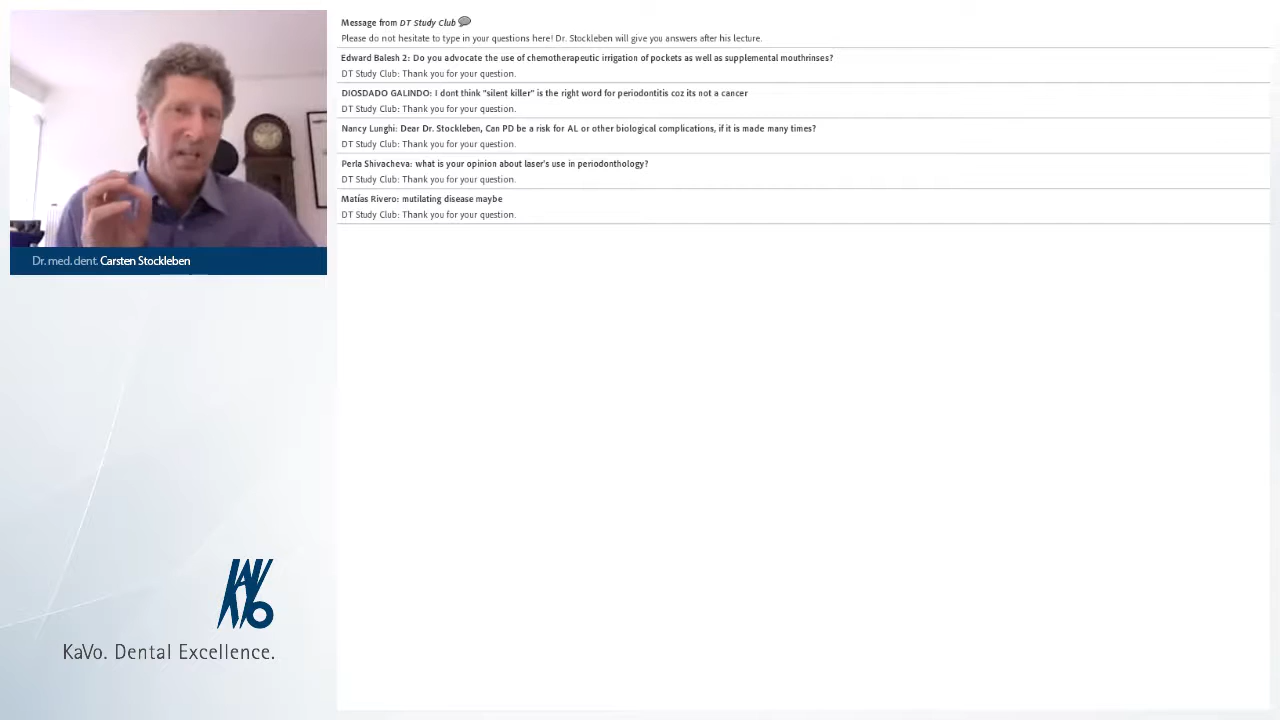 Message from DT Study Club
Please do not hesitate to type in your questions here! Dr. Stockleben will give you answers after his lecture.
Edward Balesh 2: Do you advocate the use of chemotherapeutic irrigation of pockets as well as supplemental mouthrinses?
DT Study Club: Thank you for your question.
DIOSDADO GALINDO: I dont think "silent killer" is the right word for periodontitis coz its not a cancer
DT Study Club: Thank you for your question.
Nancy Lunghi: Dear Dr. Stockleben, Can PD be a risk for AL or other biological complications, if it is made many times?
DT Study Club: Thank you for your question.
Perla Shivacheva: what is your opinion about laser's use in periodonthology?
DT Study Club: Thank you for your question.
Matías Rivero: mutilating disease maybe
DT Study Club: Thank you for your question.
Dr. med. dent. Carsten Stockleben
KaVo
KaVo. Dental Excellence.